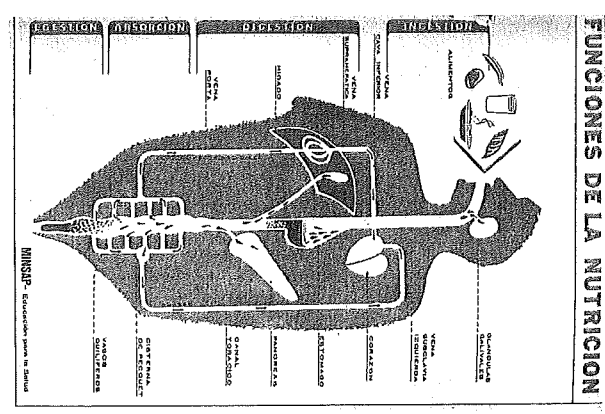 FUNCIONES DE LA NUTRICION
INGESTION
DIGESTION
ABSORCION
EGESTION
ALIMENTOS
VENA
CAVA INFERIOR
VENA
SUPRAHEPATICA
HIGADO
VENA
PORTA
GLANDULAS
SALIVALES
VENA
SUBCLAVIA
IZQUIERDA
CORAZON
ESTOMAGO
PANCREAS
CANAL
TORACICO
CISTERNA
DE PECQUET
VASOS
QUILIFEROS
MINSAP- Educación para la Salud